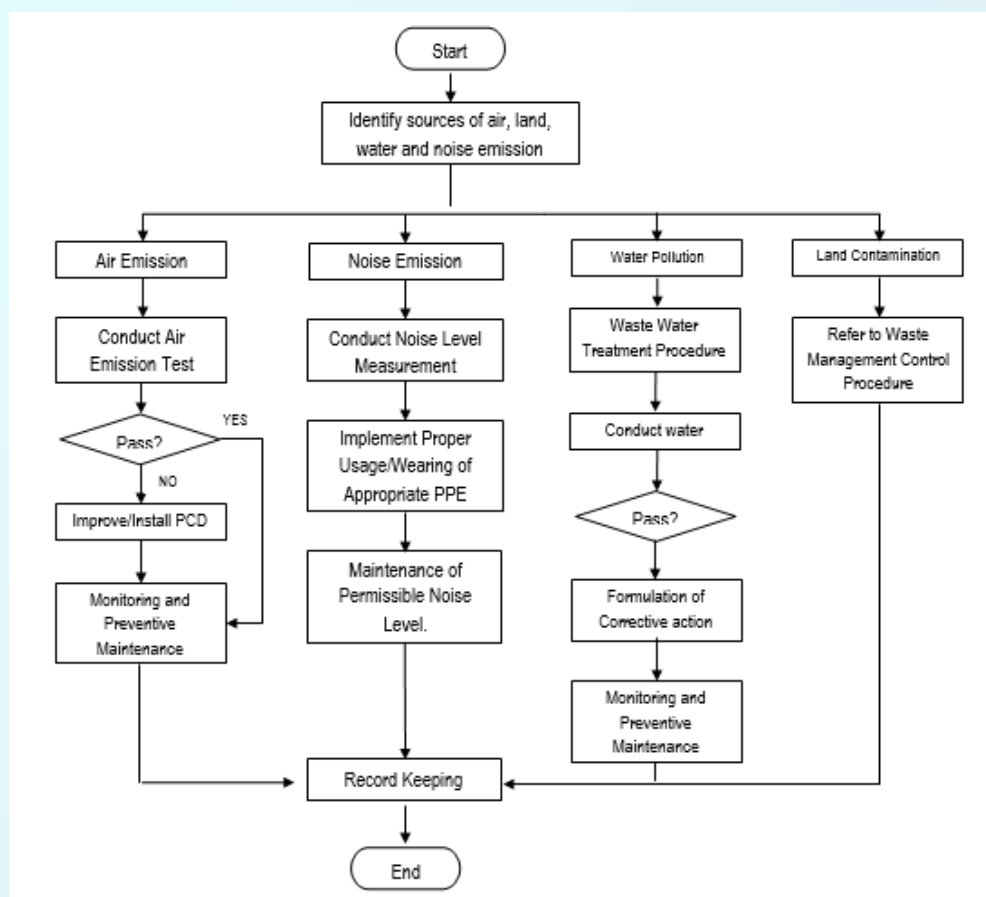 Start
Identify sources of air, land,
water and noise emission
Air Emission
Noise Emission
Water Pollution
Land Contamination
Conduct Air
Emission Test
Conduct Noise Level
Measurement
Waste Water
Treatment Procedure
Refer to Waste
Management Control
Procedure
Pass?
YES
NO
Implement Proper
Usage/Wearing of
Appropriate PPE
Conduct water
Pass?
Improve/Install PCD
Monitoring and
Preventive
Maintenance
Maintenance of
Permissible Noise
Level.
Formulation of
Corrective action
Monitoring and
Preventive
Maintenance
Record Keeping
End